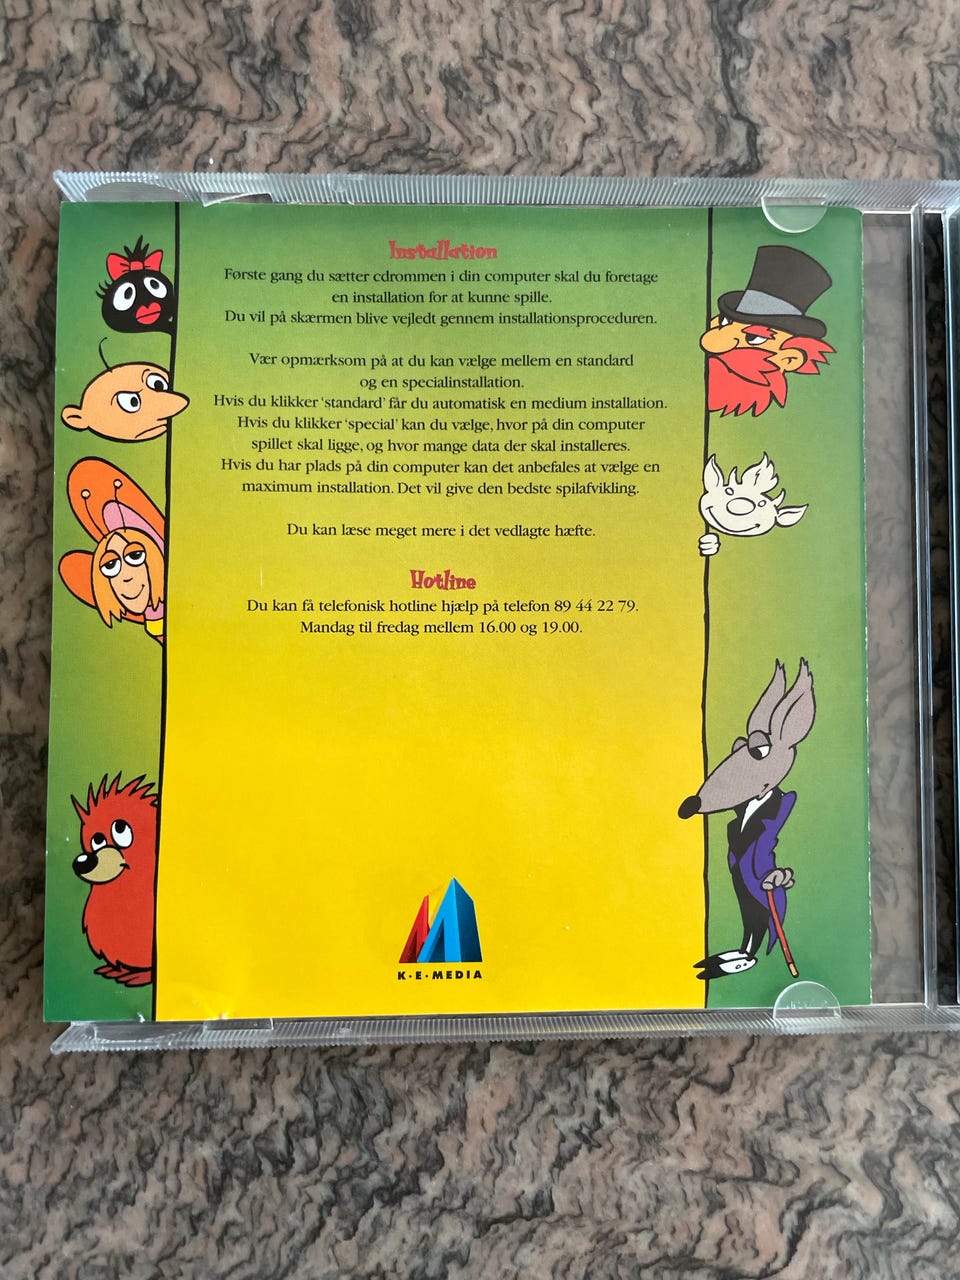 Installation
Første gang du sætter cdrommen i din computer skal du foretage
en installation for at kunne spille.
Du vil på skærmen blive vejledt gennem installationsproceduren.
Vær opmærksom på at du kan vælge mellem en standard
og en specialinstallation.
Hvis du klikker 'standard' får du automatisk en medium installation.
Hvis du klikker 'special' kan du vælge, hvor på din computer
spillet skal ligge, og hvor mange data der skal installeres.
Hvis du har plads på din computer kan det anbefales at vælge en
maximum installation. Det vil give den bedste spilafvikling.
Du kan læse meget mere i det vedlagte hæfte.
Hotline
Du kan få telefonisk hotline hjælp på telefon 89 44 22 79.
Mandag til fredag mellem 16.00 og 19.00.
K·E·MEDIA